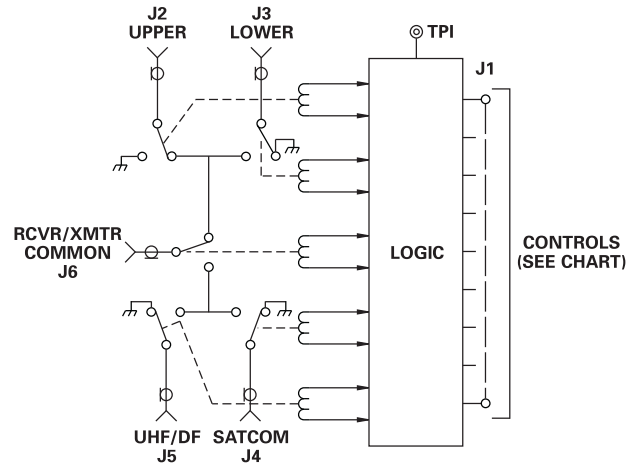 J2
UPPER
J3
LOWER
TPI
J1
RCVR/XMTR
COMMON
J6
LOGIC
CONTROLS
(SEE CHART)
UHF/DF
J5
SATCOM
J4